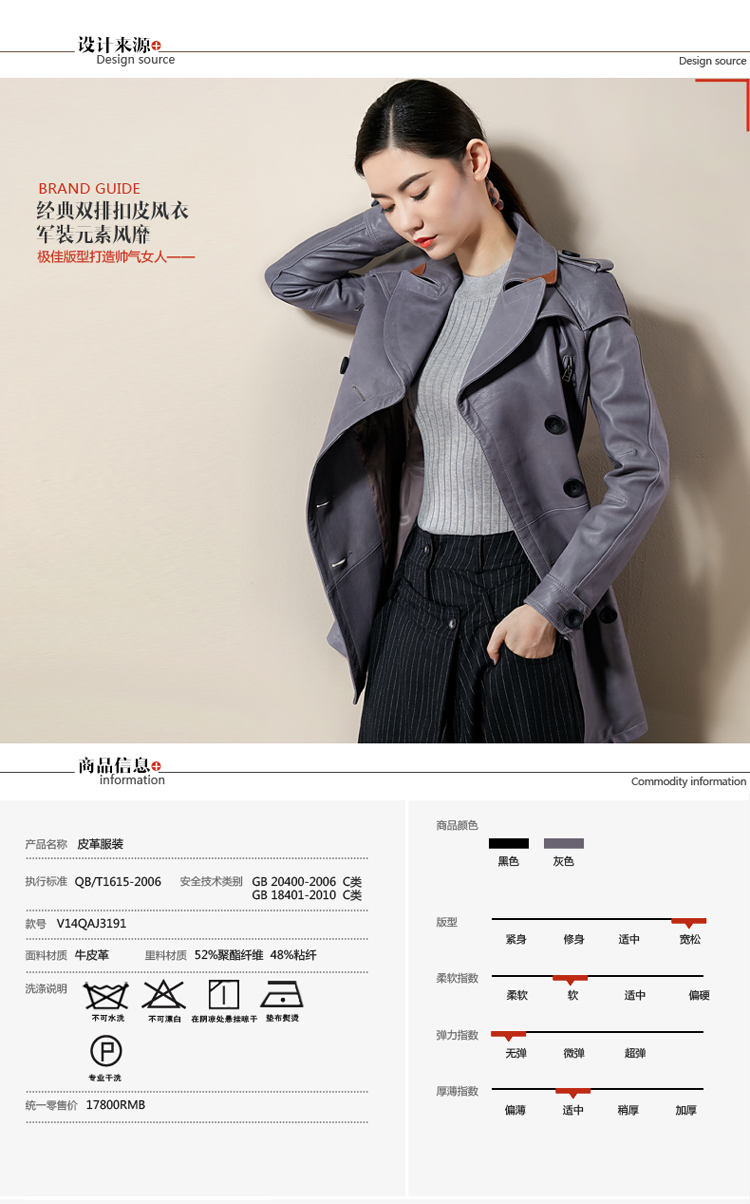 设计来源
Design source
Design source
BRAND GUIDE
经典双排扣皮风衣
军装元素风靡
极佳版型打造帅气女人——
商品信息
information
Commodity information
产品名称 皮革服装
执行标准 QB/T1615-2006 安全技术类别 GB 20400-2006 C类
GB 18401-2010 C类
款号 V14QAJ3191
面料材质 牛皮革 里料材质 52%聚酯纤维 48%粘纤
洗涤说明
不可水洗 不可漂白 在阴凉处悬挂晾干 垫布熨烫
P
专业干洗
统一零售价 17800RMB
商品颜色
黑色 灰色
版型
紧身 修身 适中 宽松
柔软指数
柔软 软 适中 偏硬
弹力指数
无弹 微弹 超弹
厚薄指数
偏薄 适中 稍厚 加厚